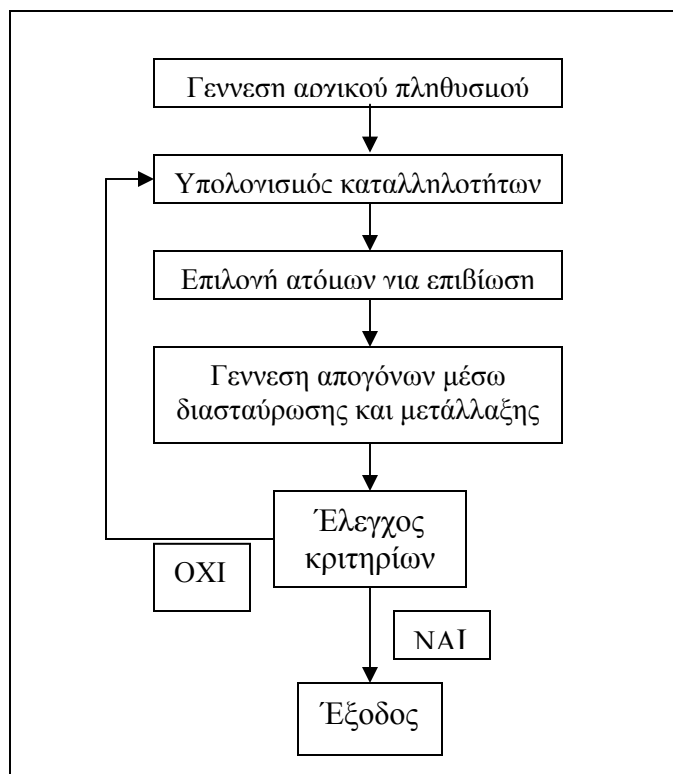 Γεννεση αρχικού πληθυσμού
Υπολογισμός καταλληλοτήτων
Επιλογή ατόμων για επιβίωση
Γεννεση απογόνων μέσω
διασταύρωσης και μετάλλαξης
Έλεγχος
κριτηρίων
ΟΧΙ
ΝΑΙ
Έξοδος